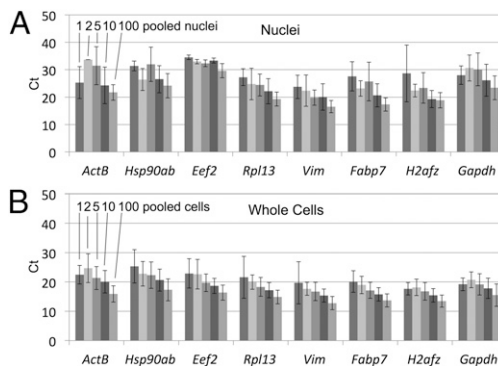 A
Nuclei
1 2 5 10 100 pooled nuclei
Ct
50
40
30
20
10
0
ActB Hsp90ab Eef2 Rpl13 Vim Fabp7 H2afz Gapdh
B
Whole Cells
1 2 5 10 100 pooled cells
Ct
50
40
30
20
10
0
ActB Hsp90ab Eef2 Rpl13 Vim Fabp7 H2afz Gapdh